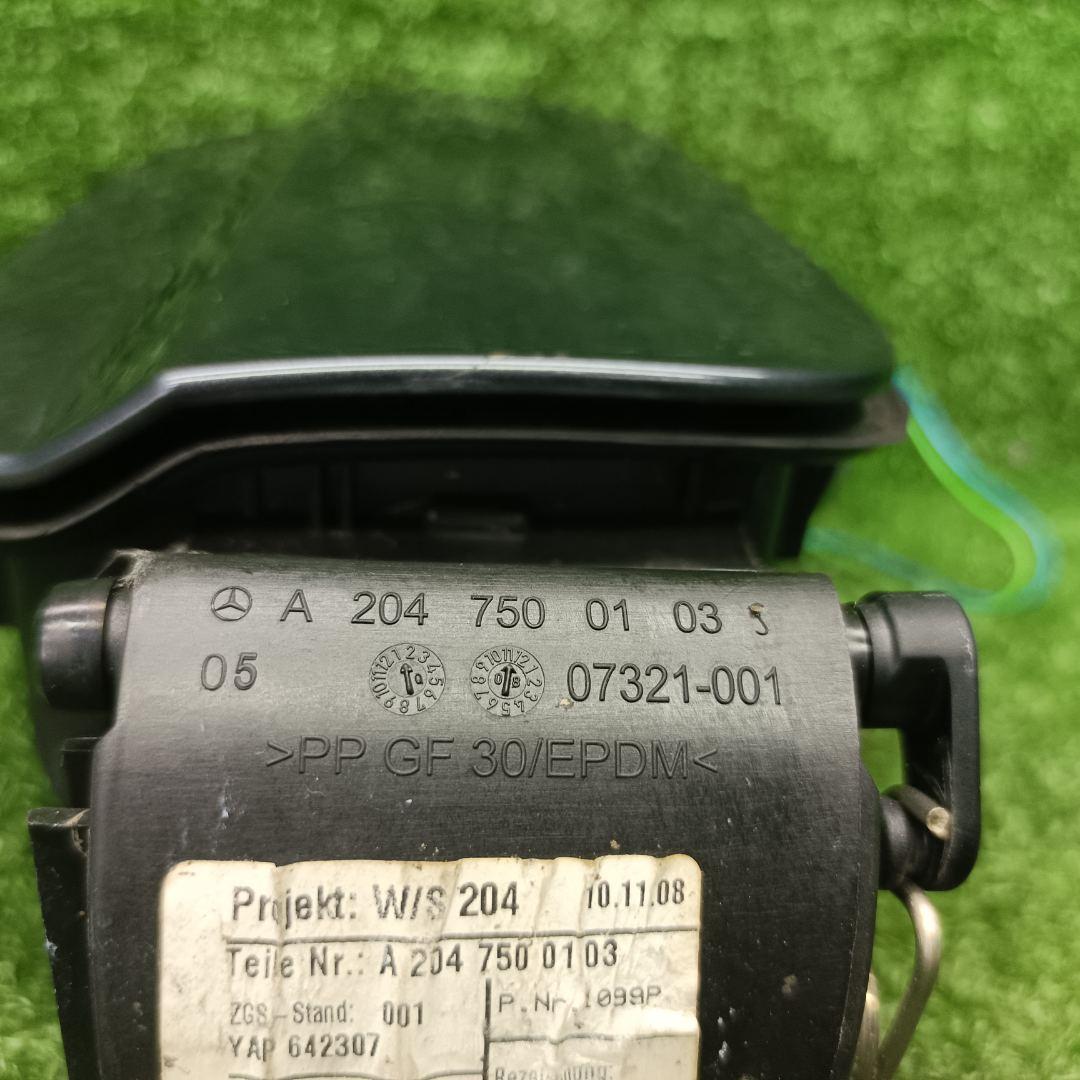 A 204 750 01 03
05 07321-001
>PP GF 30/EPDM<
Projekt: W/S 204 10.11.08
Teile Nr.: A 204 750 01 03
ZGS-Stand: 001
P.Nr. 1099P
YAP 642307